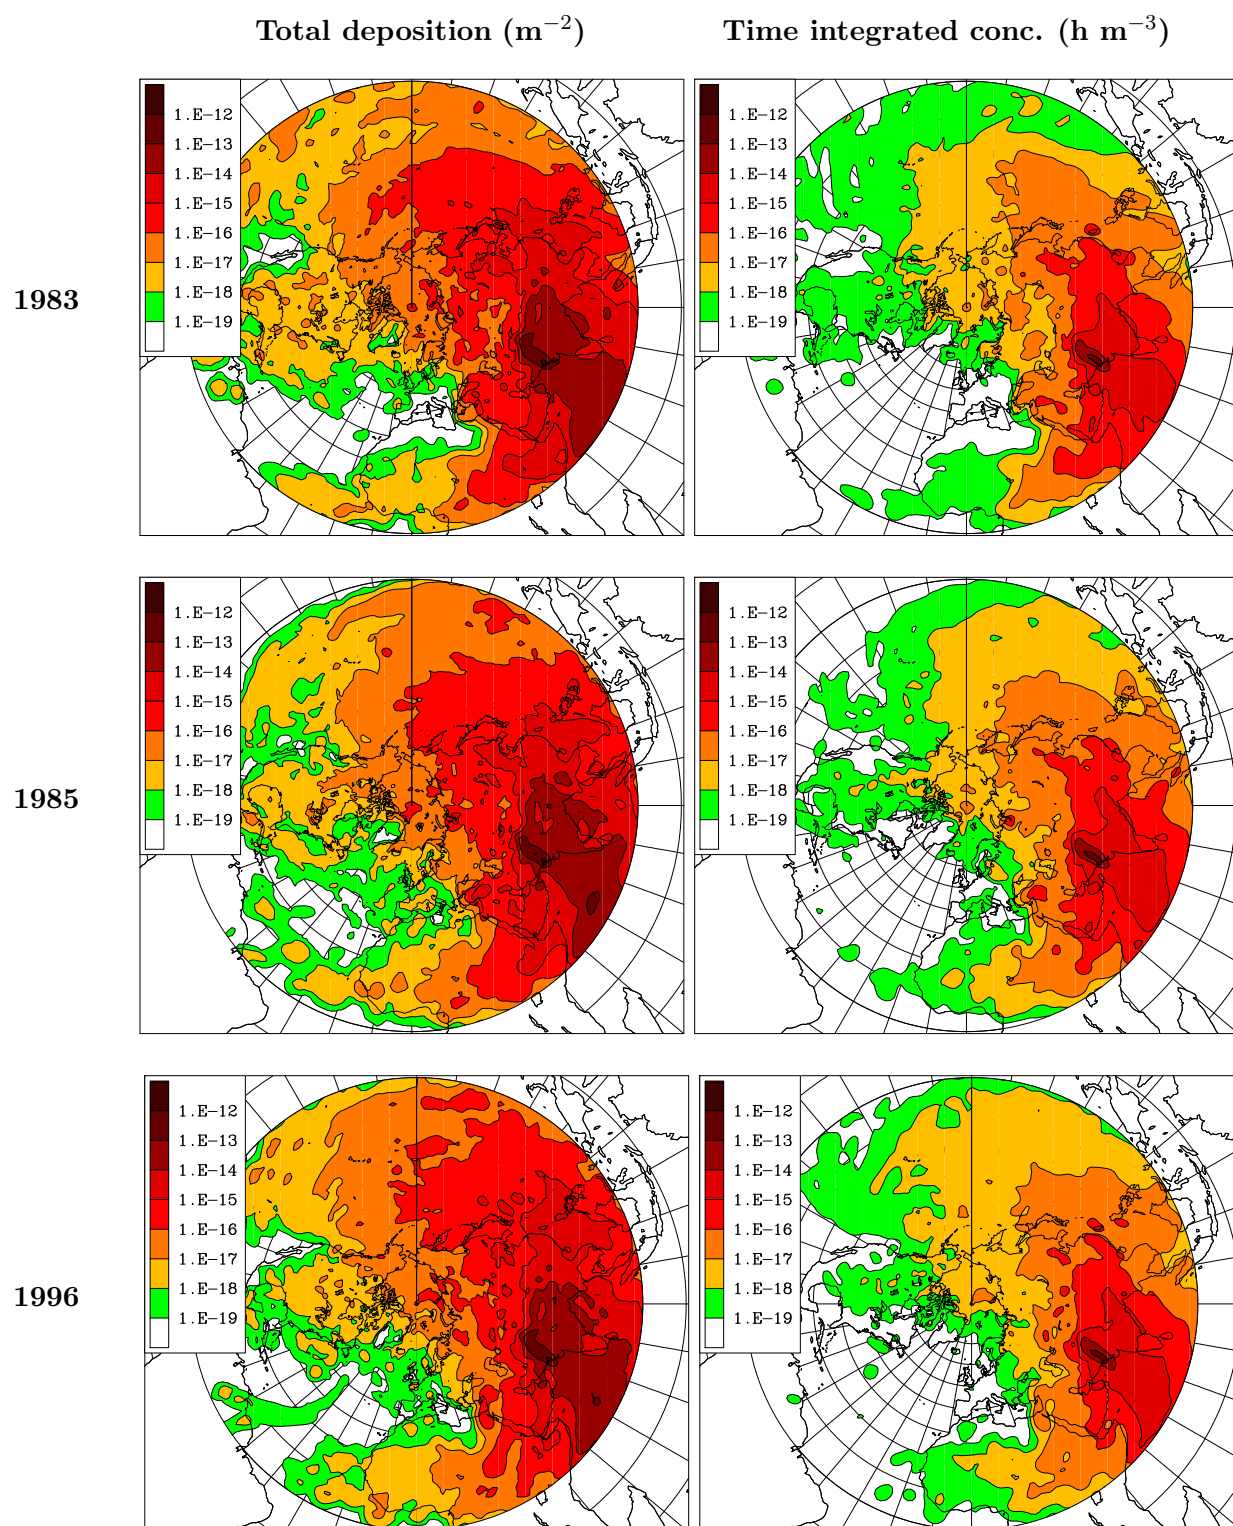 Total deposition (m−2) Time integrated conc. (h m−3)
1.E−12 1.E−12
1.E−13 1.E−13
1.E−14 1.E−14
1.E−15 1.E−15
1.E−16 1.E−16
1.E−17 1.E−17
1.E−18 1.E−18
1983
1.E−19 1.E−19
1.E−12 1.E−12
1.E−13 1.E−13
1.E−14 1.E−14
1.E−15 1.E−15
1.E−16 1.E−16
1.E−17 1.E−17
1.E−18 1.E−18
1985
1.E−19 1.E−19
1.E−12 1.E−12
1.E−13 1.E−13
1.E−14 1.E−14
1.E−15 1.E−15
1.E−16 1.E−16
1.E−17 1.E−17
1.E−18 1.E−18
1996
1.E−19 1.E−19